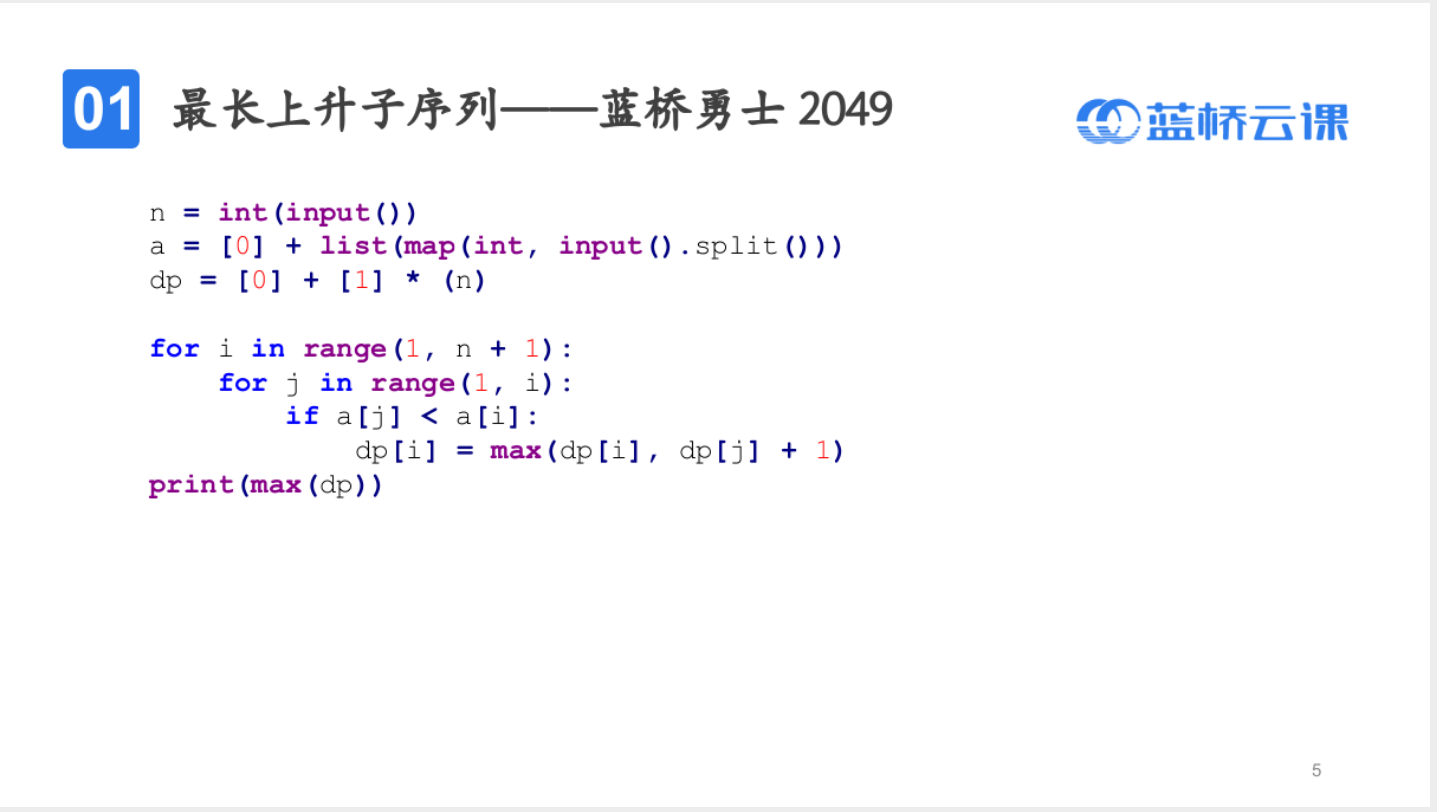 01 最长上升子序列——蓝桥勇士 2049
蓝桥云课
n = int(input())
a = [0] + list(map(int, input().split()))
dp = [0] + [1] * (n)
for i in range(1, n + 1):
    for j in range(1, i):
        if a[j] < a[i]:
            dp[i] = max(dp[i], dp[j] + 1)
print(max(dp))
5